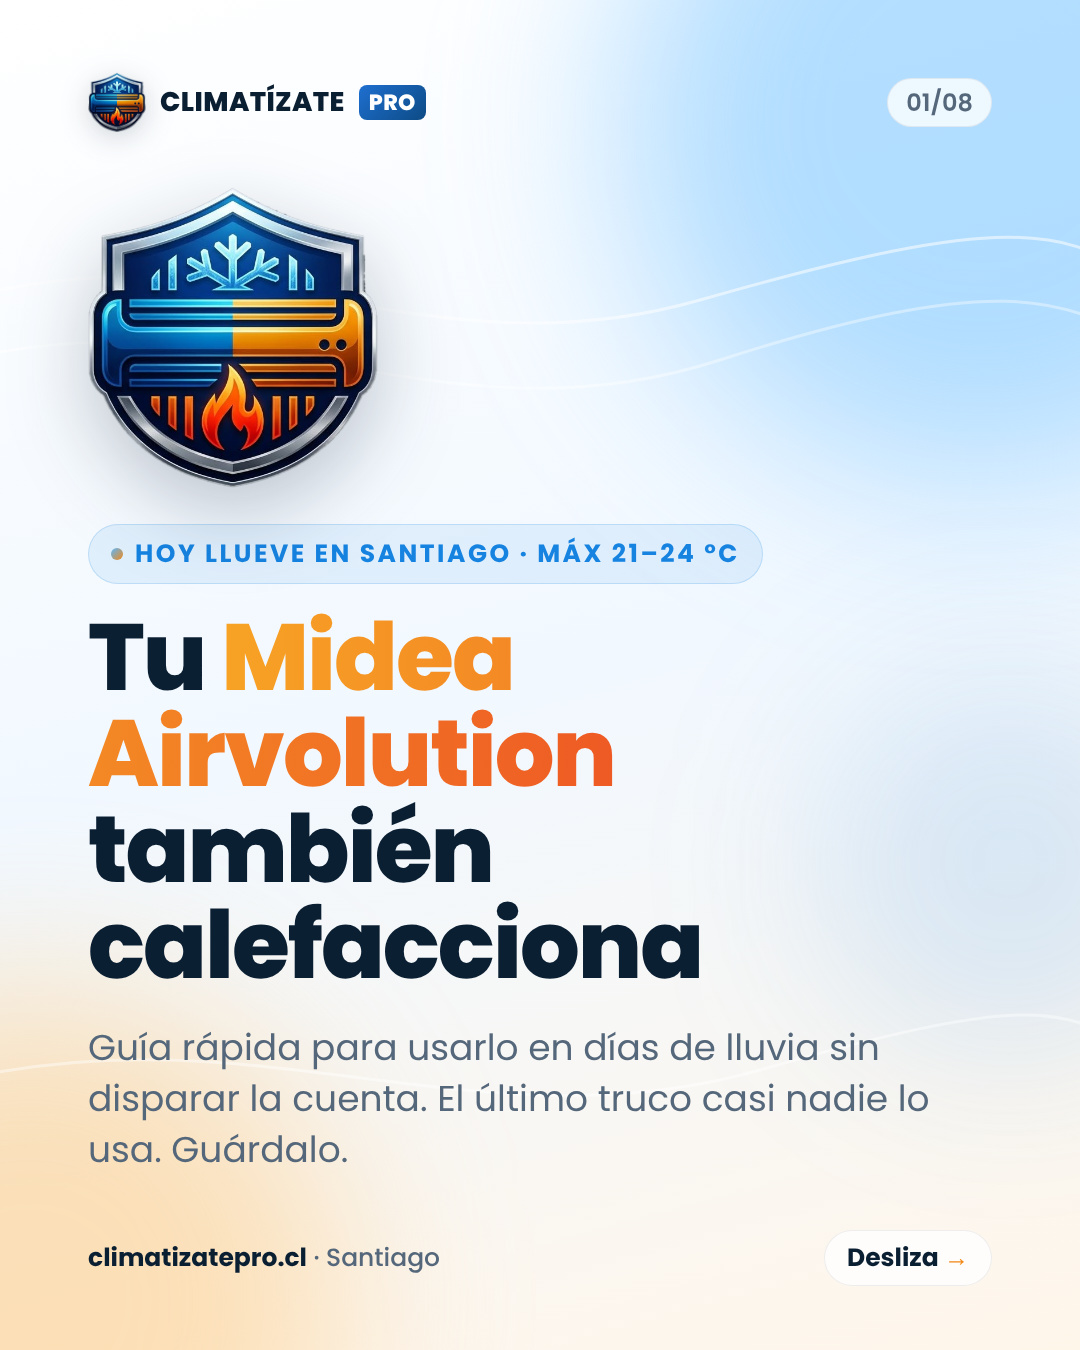 CLIMATÍZATE PRO
01/08
HOY LLUEVE EN SANTIAGO · MÁX 21–24 °C
Tu Midea
Airvolution
también
calefacciona
Guía rápida para usarlo en días de lluvia sin
disparar la cuenta. El último truco casi nadie lo
usa. Guárdalo.
climatizatepro.cl · Santiago
Desliza →